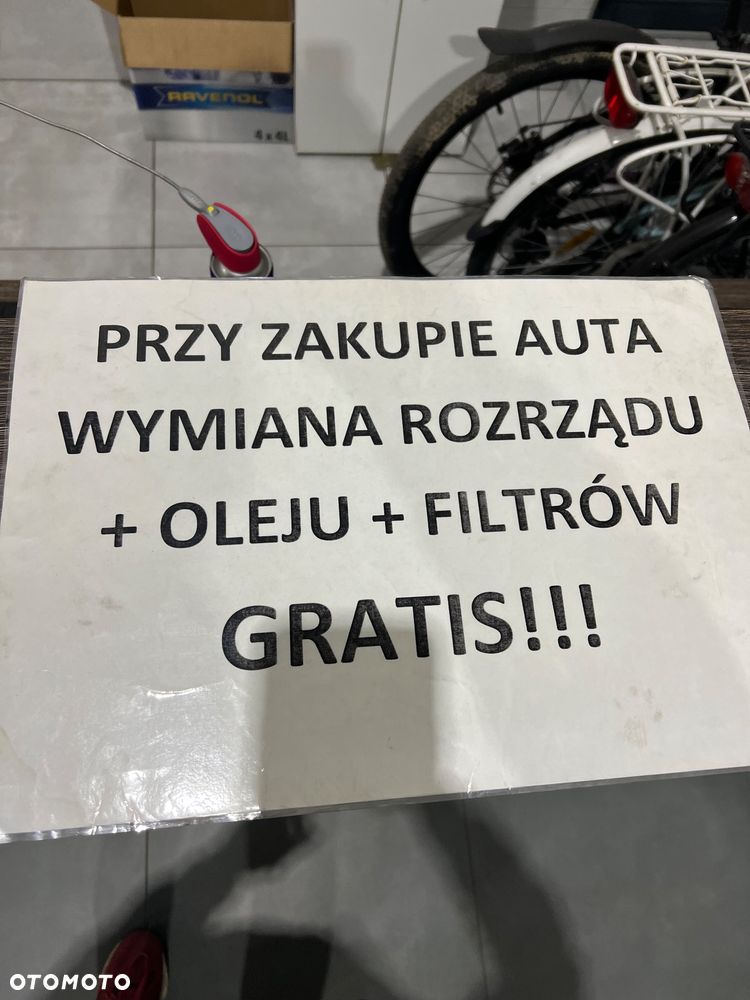 RAVENOL
4 x 4L
PRZY ZAKUPIE AUTA
WYMIANA ROZRZĄDU
+ OLEJU + FILTRÓW
GRATIS!!!
OTOMOTO